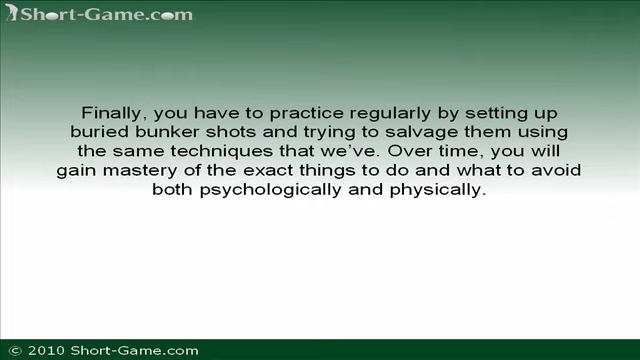 Short-Game.com
Finally, you have to practice regularly by setting up
buried bunker shots and trying to salvage them using
the same techniques that we've. Over time, you will
gain mastery of the exact things to do and what to avoid
both psychologically and physically.
© 2010 Short-Game.com